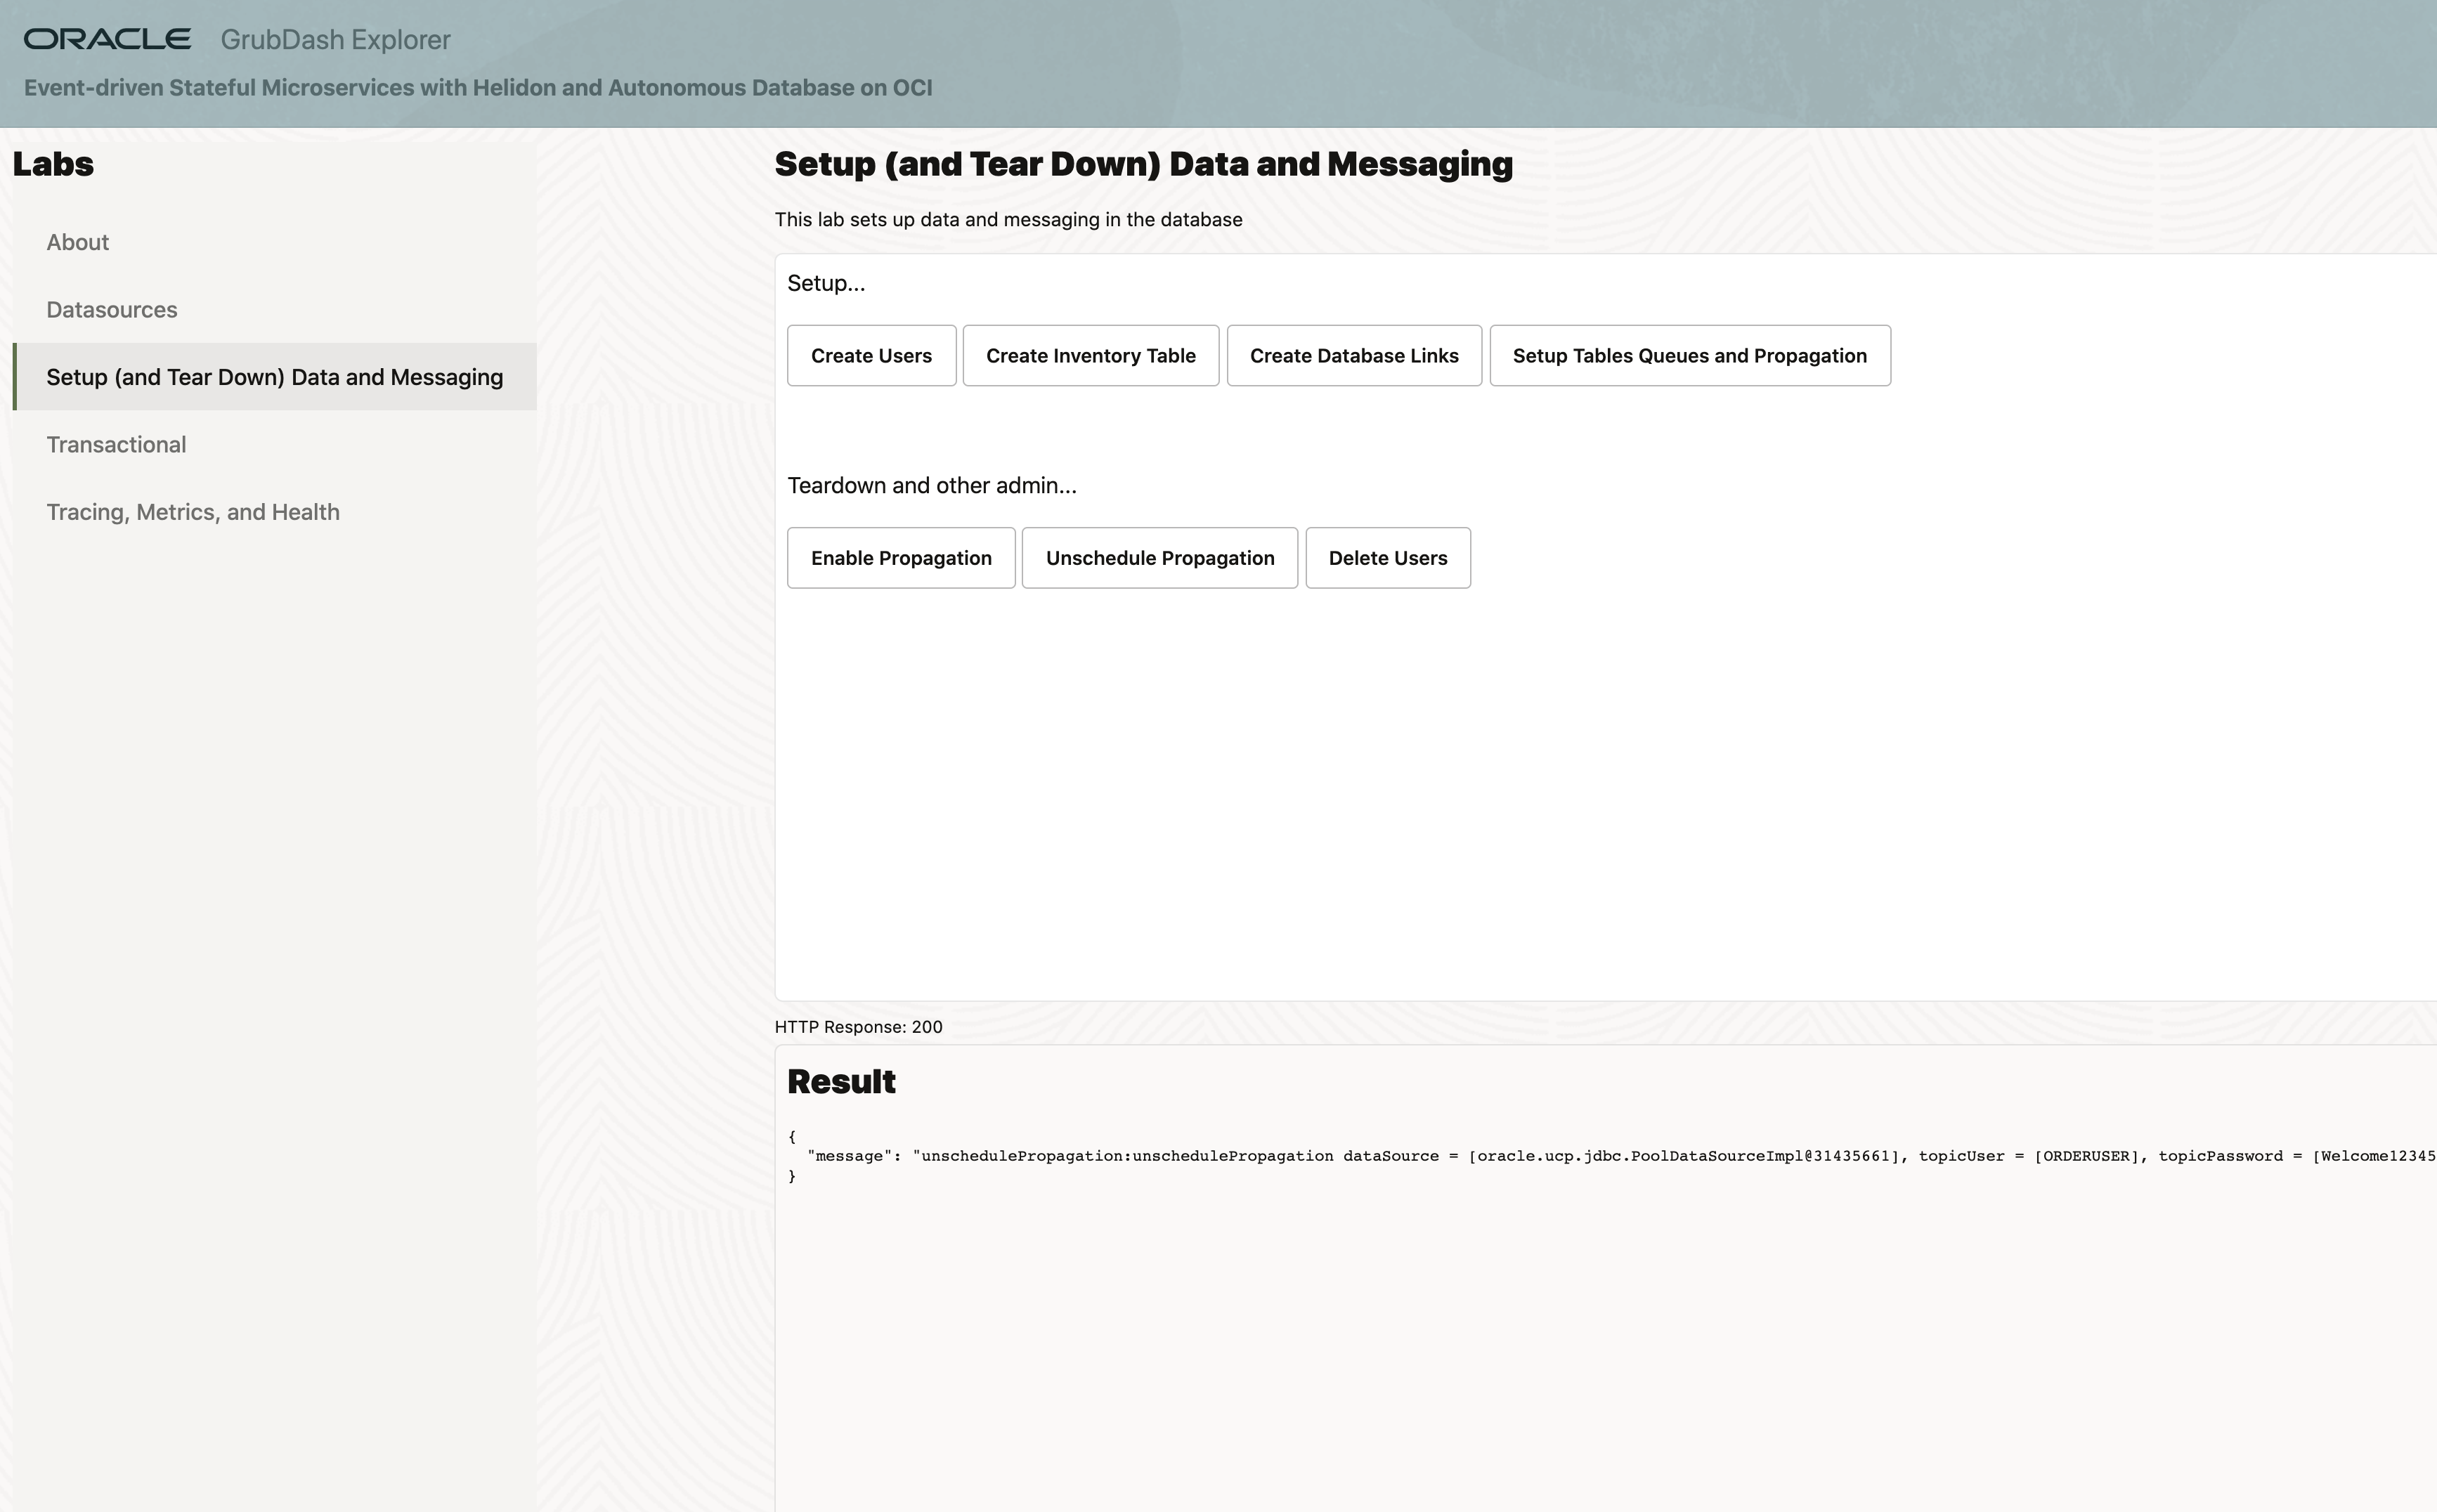 ORACLE GrubDash Explorer
Event-driven Stateful Microservices with Helidon and Autonomous Database on OCI
Labs
About
Datasources
Setup (and Tear Down) Data and Messaging
Transactional
Tracing, Metrics, and Health
Setup (and Tear Down) Data and Messaging
This lab sets up data and messaging in the database
Setup...
Create Users Create Inventory Table Create Database Links Setup Tables Queues and Propagation
Teardown and other admin...
Enable Propagation Unschedule Propagation Delete Users
HTTP Response: 200
Result
{
"message": "unschedulePropagation:unschedulePropagation dataSource = [oracle.ucp.jdbc.PoolDataSourceImpl@31435661], topicUser = [ORDERUSER], topicPassword = [Welcome12345
}